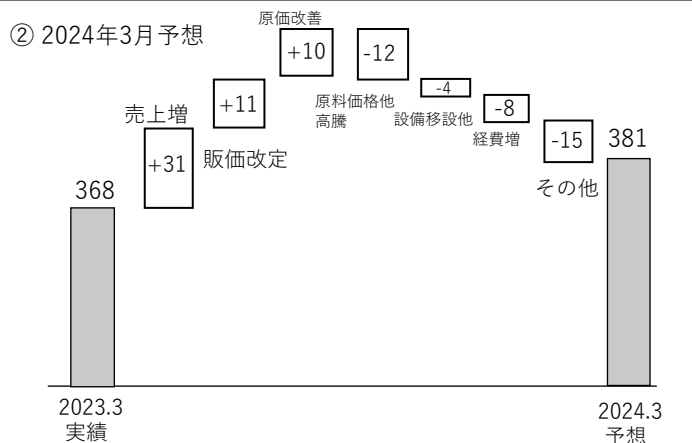 ② 2024年3月予想
368
売上増
+31
+11
販価改定
原価改善
+10
-12
原料価格他
高騰
-4
設備移設他
-8
経費増
-15
その他
381
2023.3
実績
2024.3
予想